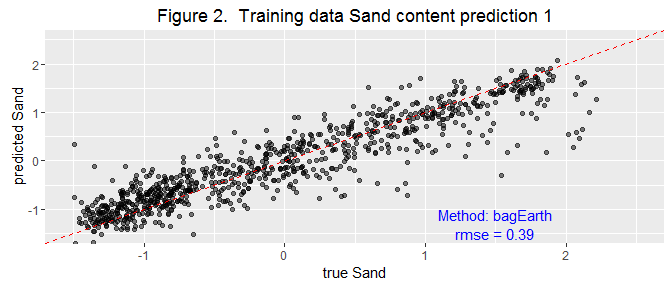 Figure 2.  Training data Sand content prediction 1
predicted Sand
2
1
0
-1
Method: bagEarth
rmse = 0.39
-1
0
1
2
true Sand